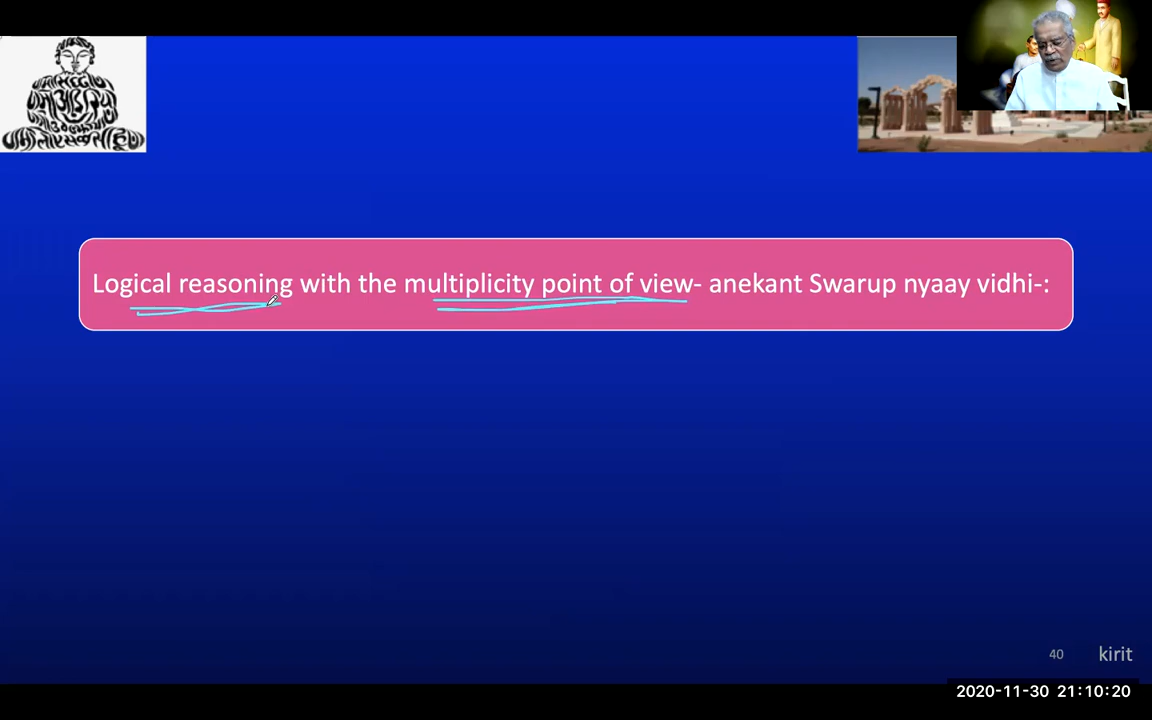 Logical reasoning with the multiplicity point of view- anekant Swarup nyaay vidhi-:
40
kirit
2020-11-30 21:10:20